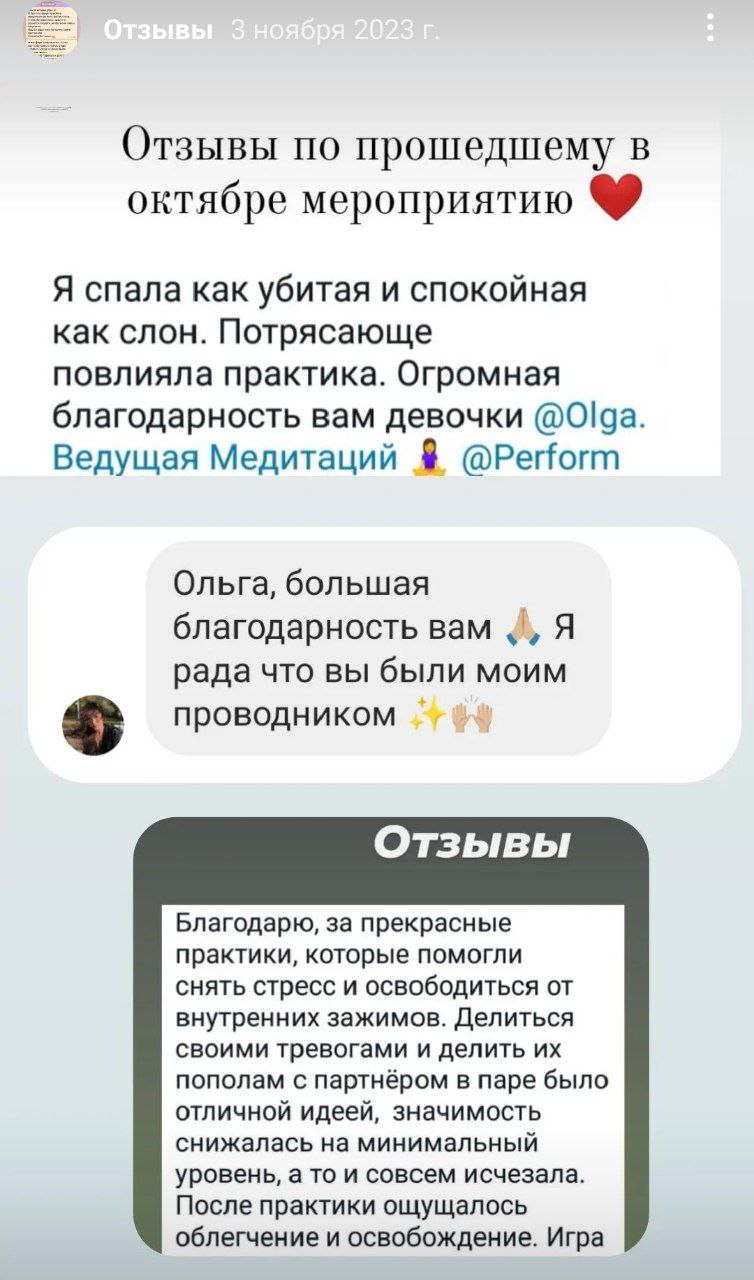 Отзывы 3 ноября 2023 г.
Отзывы по прошедшему в
октябре мероприятию ❤️
Я спала как убитая и спокойная
как слон. Потрясающе
повлияла практика. Огромная
благодарность вам девочки @Olga.
Ведущая Медитаций 🧘‍♀️ @Perform
Ольга, большая
благодарность вам 🙏🏼 Я
рада что вы были моим
проводником ✨🙌🏼
Отзывы
Благодарю, за прекрасные
практики, которые помогли
снять стресс и освободиться от
внутренних зажимов. Делиться
своими тревогами и делить их
пополам с партнёром в паре было
отличной идеей, значимость
снижалась на минимальный
уровень, а то и совсем исчезала.
После практики ощущалось
облегчение и освобождение. Игра